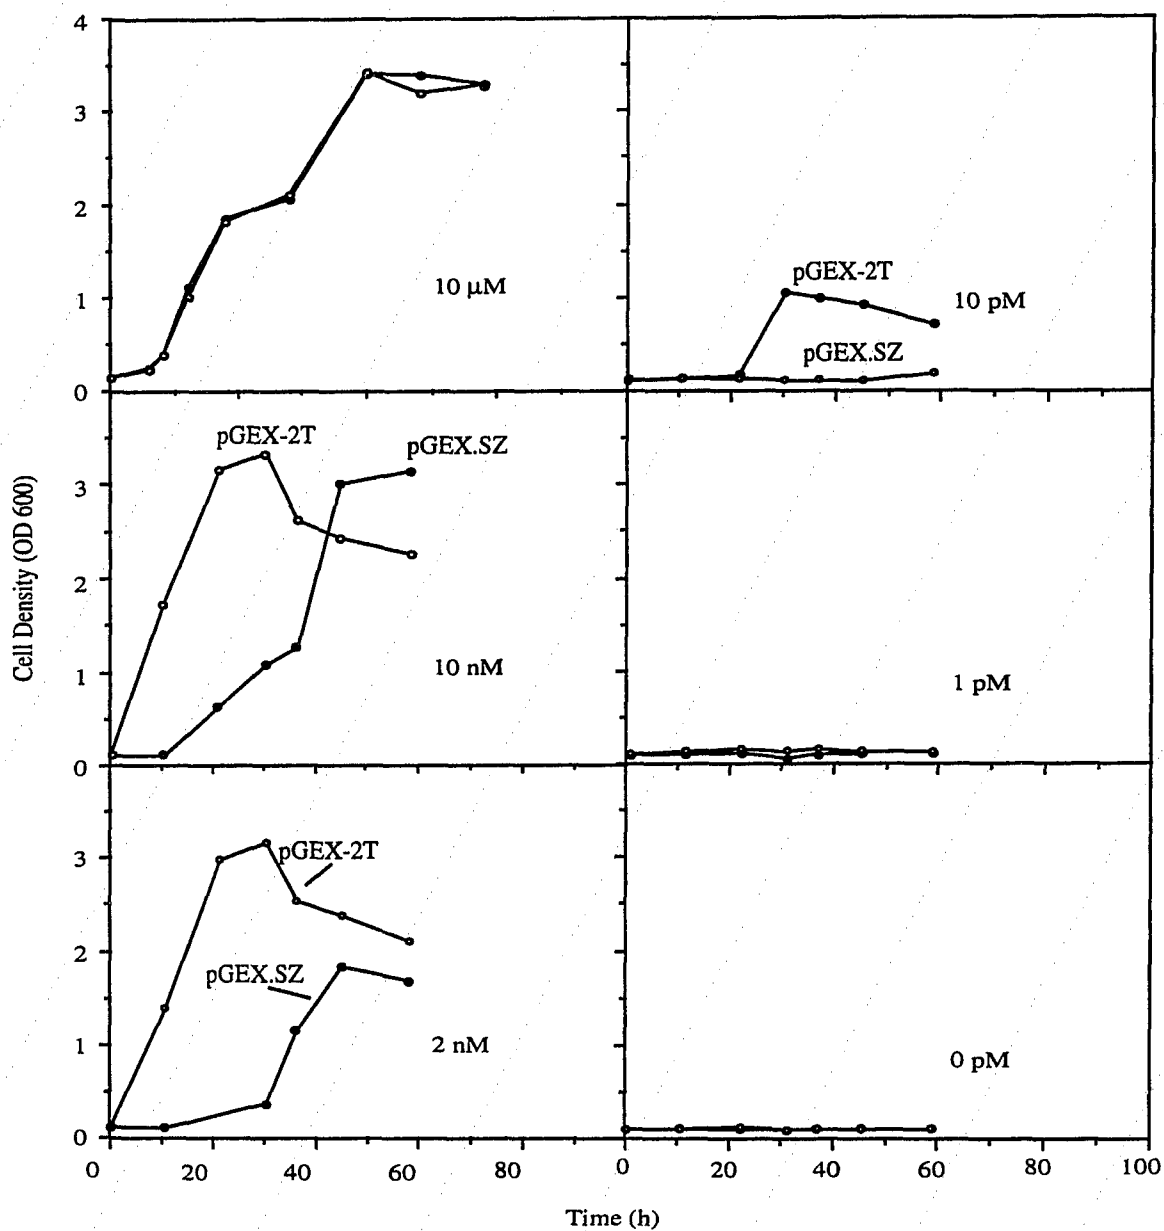 4
3
2
1
0
10 µM
pGEX-2T
10 pM
pGEX.SZ
Cell Density (OD 600)
pGEX-2T
pGEX.SZ
3
2
1
0
10 nM
1 pM
3
2
1
0
pGEX-2T
pGEX.SZ
2 nM
0 pM
0 20 40 60 80 0 20 40 60 80 100
Time (h)